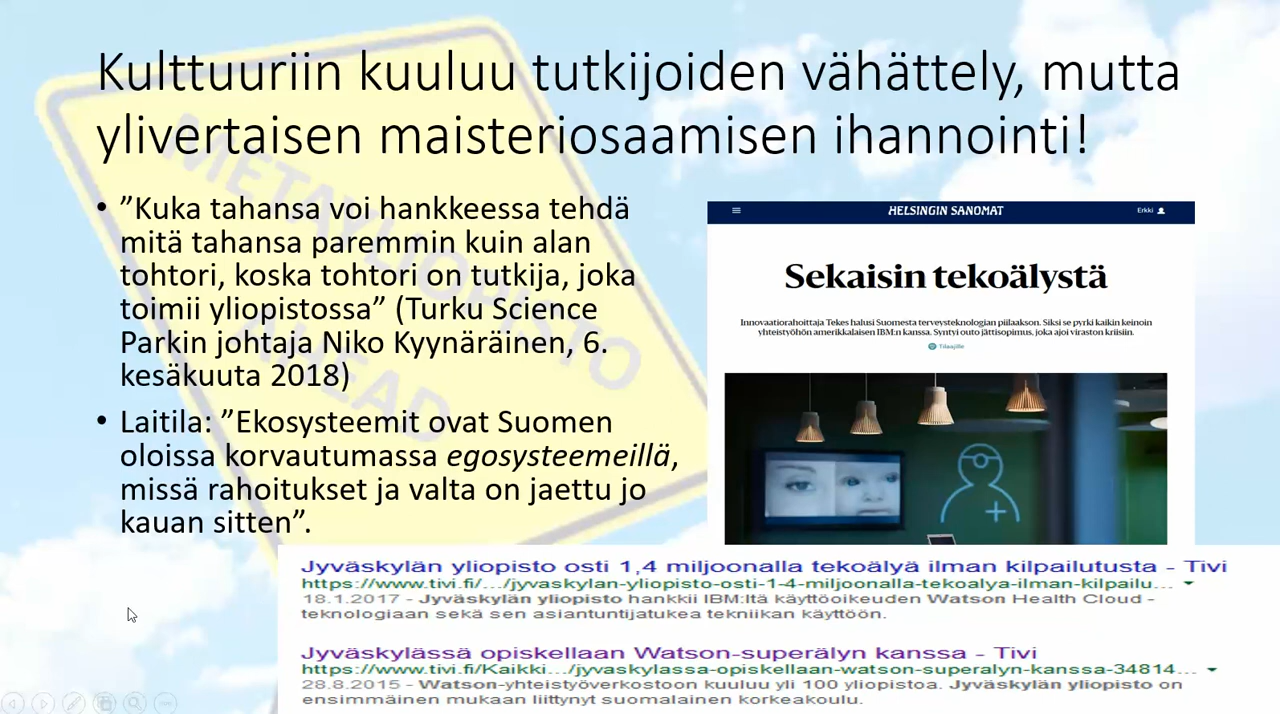 Kulttuuriin kuuluu tutkijoiden vähättely, mutta
ylivertaisen maisteriosaamisen ihannointi!
• ”Kuka tahansa voi hankkeessa tehdä
mitä tahansa paremmin kuin alan
tohtori, koska tohtori on tutkija, joka
toimii yliopistossa” (Turku Science
Parkin johtaja Niko Kyynäräinen, 6.
kesäkuuta 2018)
• Laitila: ”Ekosysteemit ovat Suomen
oloissa korvautumassa egosysteemeillä,
missä rahoitukset ja valta on jaettu jo
kauan sitten”.
METAYLIOPISTO
AHEAD
HELSINGIN SANOMAT
Erkki
Sekaisin tekoälystä
Innovaatiorahoittaja Tekes halusi Suomesta terveysteknologian piilaakson. Siksi se pyrki kaikin keinoin
yhteistyöhön amerikkalaisen IBM:n kanssa. Syntyi outo jättisopimus, joka ajoi viraston kriisiin.
Tilaajille
Jyväskylän yliopisto osti 1,4 miljoonalla tekoälyä ilman kilpailutusta - Tivi
https://www.tivi.fi/.../jyvaskylan-yliopisto-osti-1-4-miljoonalla-tekoalya-ilman-kilpailu...
18.1.2017 - Jyväskylän yliopisto hankkii IBM:ltä käyttöoikeuden Watson Health Cloud -
teknologiaan sekä sen asiantuntijatukea tekniikan käyttöön.
Jyväskylässä opiskellaan Watson-superälyn kanssa - Tivi
https://www.tivi.fi/Kaikki.../jyvaskylassa-opiskellaan-watson-superalyn-kanssa-34814...
28.8.2015 - Watson-yhteistyöverkostoon kuuluu yli 100 yliopistoa. Jyväskylän yliopisto on
ensimmäinen mukaan liittynyt suomalainen korkeakoulu.